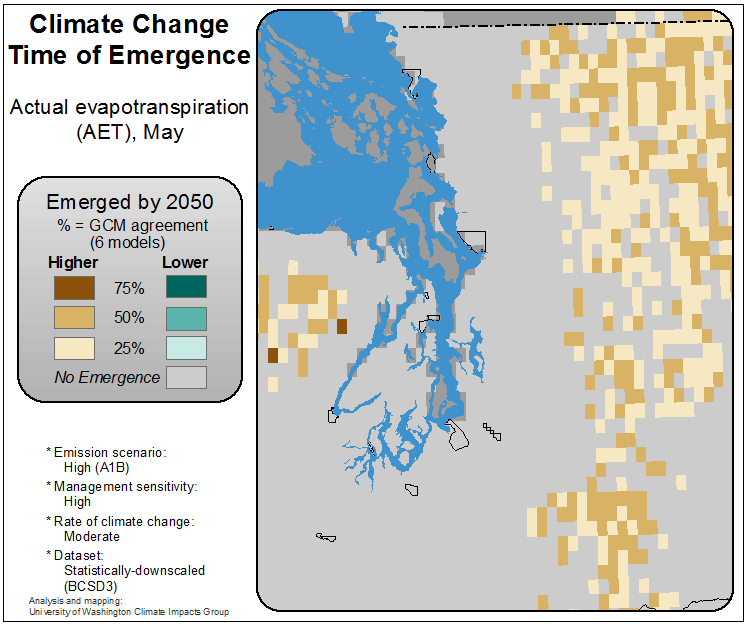 Climate Change
Time of Emergence
Actual evapotranspiration
(AET), May
Emerged by 2050
% = GCM agreement
(6 models)
Higher Lower
75%
50%
25%
No Emergence
* Emission scenario:
High (A1B)
* Management sensitivity:
High
* Rate of climate change:
Moderate
* Dataset:
Statistically-downscaled
(BCSD3)
Analysis and mapping:
University of Washington Climate Impacts Group